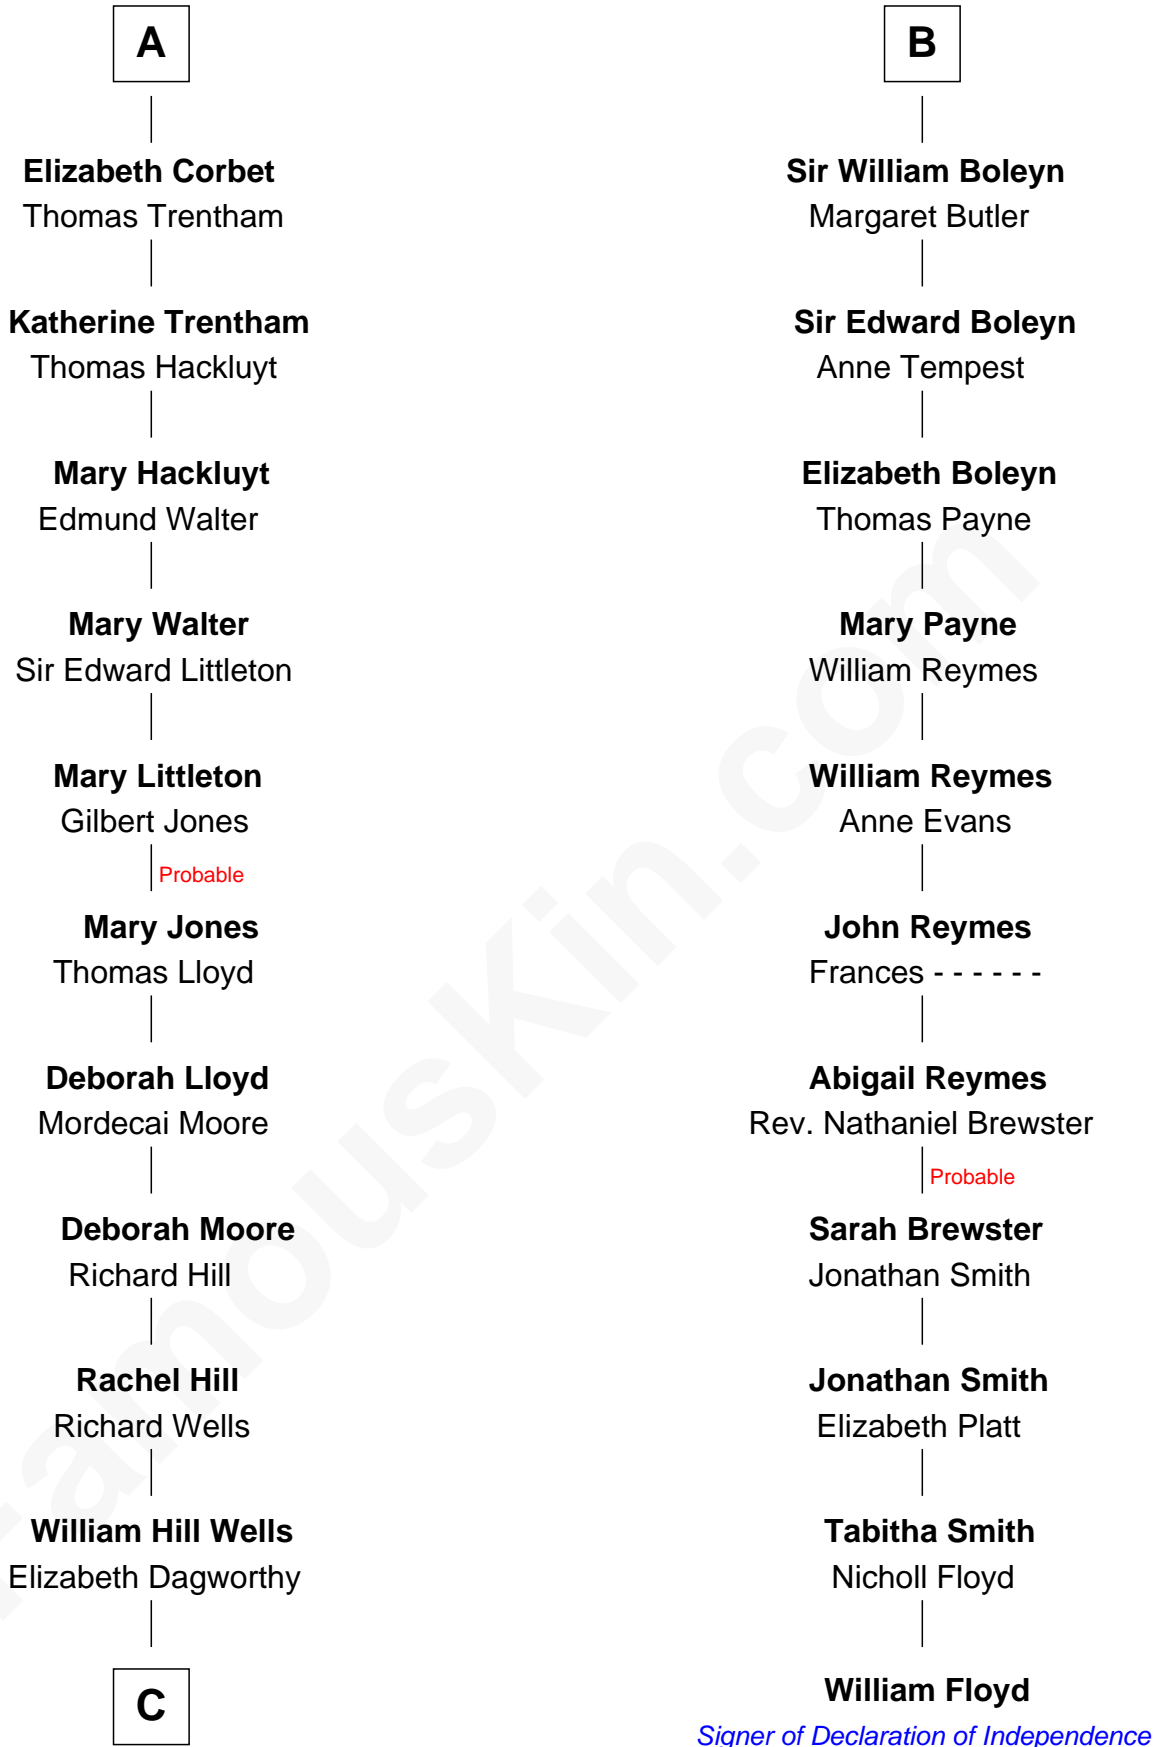 A
Elizabeth Corbet
Thomas Trentham
Katherine Trentham
Thomas Hackluyt
Mary Hackluyt
Edmund Walter
Mary Walter
Sir Edward Littleton
Mary Littleton
Gilbert Jones
Probable
Mary Jones
Thomas Lloyd
Deborah Lloyd
Mordecai Moore
Deborah Moore
Richard Hill
Rachel Hill
Richard Wells
William Hill Wells
Elizabeth Dagworthy
C
B
Sir William Boleyn
Margaret Butler
Sir Edward Boleyn
Anne Tempest
Elizabeth Boleyn
Thomas Payne
Mary Payne
William Reymes
William Reymes
Anne Evans
John Reymes
Frances - - - - - -
Abigail Reymes
Rev. Nathaniel Brewster
Probable
Sarah Brewster
Jonathan Smith
Jonathan Smith
Elizabeth Platt
Tabitha Smith
Nicholl Floyd
William Floyd
Signer of Declaration of Independence
FamousKin.com